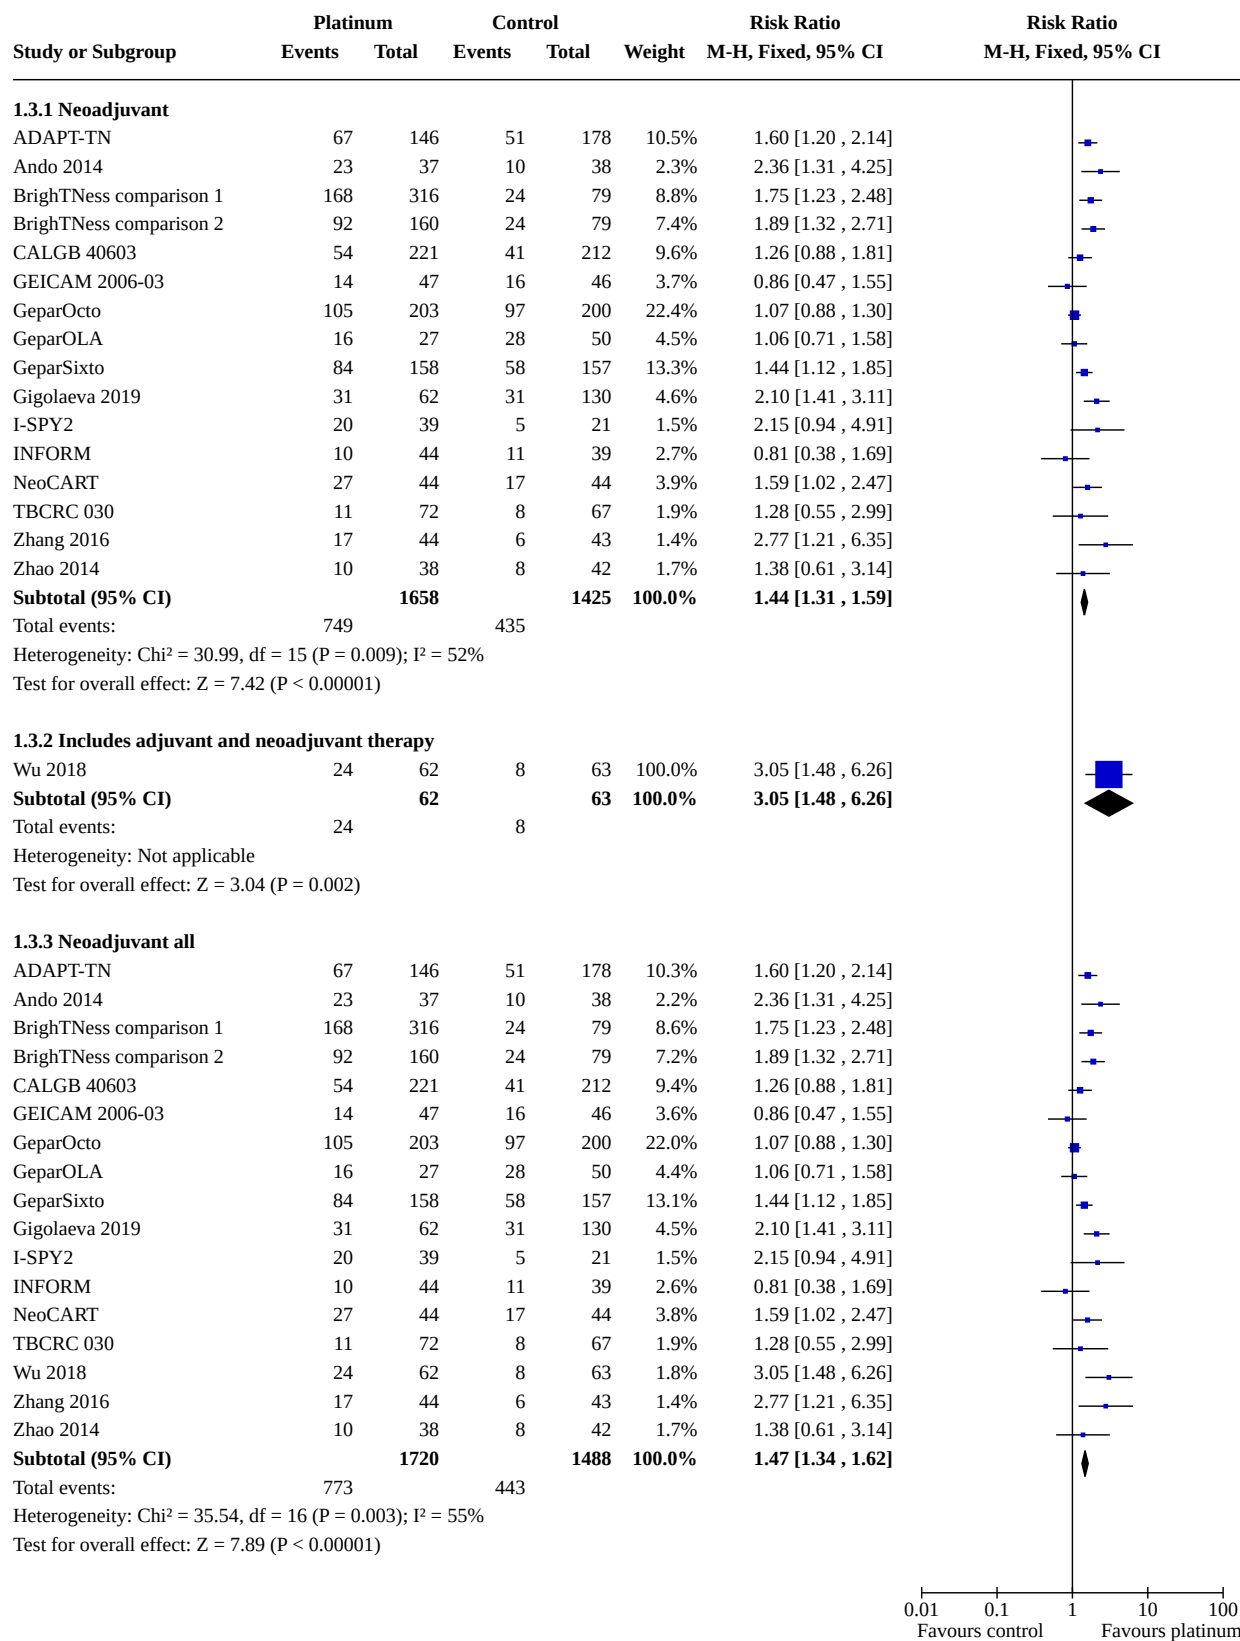 Platinum Control Risk Ratio Risk Ratio
Study or Subgroup Events Total Events Total Weight M-H, Fixed, 95% CI M-H, Fixed, 95% CI
1.3.1 Neoadjuvant
ADAPT-TN 67 146 51 178 10.5% 1.60 [1.20 , 2.14]
Ando 2014 23 37 10 38 2.3% 2.36 [1.31 , 4.25]
BrighTNess comparison 1 168 316 24 79 8.8% 1.75 [1.23 , 2.48]
BrighTNess comparison 2 92 160 24 79 7.4% 1.89 [1.32 , 2.71]
CALGB 40603 54 221 41 212 9.6% 1.26 [0.88 , 1.81]
GEICAM 2006-03 14 47 16 46 3.7% 0.86 [0.47 , 1.55]
GeparOcto 105 203 97 200 22.4% 1.07 [0.88 , 1.30]
GeparOLA 16 27 28 50 4.5% 1.06 [0.71 , 1.58]
GeparSixto 84 158 58 157 13.3% 1.44 [1.12 , 1.85]
Gigolaeva 2019 31 62 31 130 4.6% 2.10 [1.41 , 3.11]
I-SPY2 20 39 5 21 1.5% 2.15 [0.94 , 4.91]
INFORM 10 44 11 39 2.7% 0.81 [0.38 , 1.69]
NeoCART 27 44 17 44 3.9% 1.59 [1.02 , 2.47]
TBCRC 030 11 72 8 67 1.9% 1.28 [0.55 , 2.99]
Zhang 2016 17 44 6 43 1.4% 2.77 [1.21 , 6.35]
Zhao 2014 10 38 8 42 1.7% 1.38 [0.61 , 3.14]
Subtotal (95% CI) 1658 1425 100.0% 1.44 [1.31 , 1.59]
Total events: 749 435
Heterogeneity: Chi² = 30.99, df = 15 (P = 0.009); I² = 52%
Test for overall effect: Z = 7.42 (P < 0.00001)
1.3.2 Includes adjuvant and neoadjuvant therapy
Wu 2018 24 62 8 63 100.0% 3.05 [1.48 , 6.26]
Subtotal (95% CI) 62 63 100.0% 3.05 [1.48 , 6.26]
Total events: 24 8
Heterogeneity: Not applicable
Test for overall effect: Z = 3.04 (P = 0.002)
1.3.3 Neoadjuvant all
ADAPT-TN 67 146 51 178 10.3% 1.60 [1.20 , 2.14]
Ando 2014 23 37 10 38 2.2% 2.36 [1.31 , 4.25]
BrighTNess comparison 1 168 316 24 79 8.6% 1.75 [1.23 , 2.48]
BrighTNess comparison 2 92 160 24 79 7.2% 1.89 [1.32 , 2.71]
CALGB 40603 54 221 41 212 9.4% 1.26 [0.88 , 1.81]
GEICAM 2006-03 14 47 16 46 3.6% 0.86 [0.47 , 1.55]
GeparOcto 105 203 97 200 22.0% 1.07 [0.88 , 1.30]
GeparOLA 16 27 28 50 4.4% 1.06 [0.71 , 1.58]
GeparSixto 84 158 58 157 13.1% 1.44 [1.12 , 1.85]
Gigolaeva 2019 31 62 31 130 4.5% 2.10 [1.41 , 3.11]
I-SPY2 20 39 5 21 1.5% 2.15 [0.94 , 4.91]
INFORM 10 44 11 39 2.6% 0.81 [0.38 , 1.69]
NeoCART 27 44 17 44 3.8% 1.59 [1.02 , 2.47]
TBCRC 030 11 72 8 67 1.9% 1.28 [0.55 , 2.99]
Wu 2018 24 62 8 63 1.8% 3.05 [1.48 , 6.26]
Zhang 2016 17 44 6 43 1.4% 2.77 [1.21 , 6.35]
Zhao 2014 10 38 8 42 1.7% 1.38 [0.61 , 3.14]
Subtotal (95% CI) 1720 1488 100.0% 1.47 [1.34 , 1.62]
Total events: 773 443
Heterogeneity: Chi² = 35.54, df = 16 (P = 0.003); I² = 55%
Test for overall effect: Z = 7.89 (P < 0.00001)
0.01 0.1 1 10 100
Favours control Favours platinum